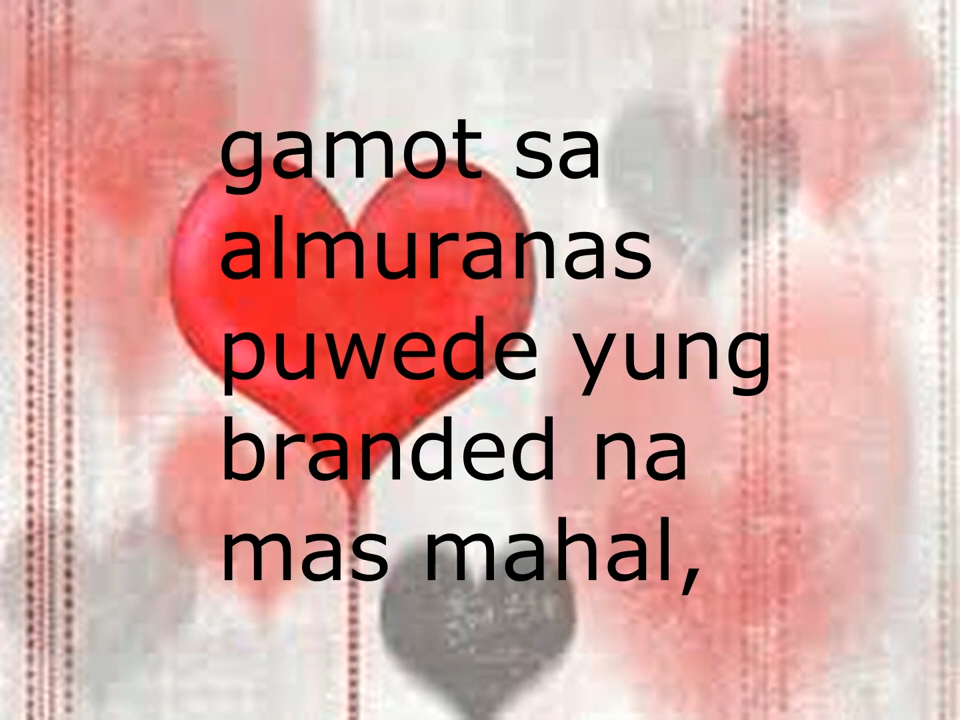 gamot sa
almuranas
puwede yung
branded na
mas mahal,